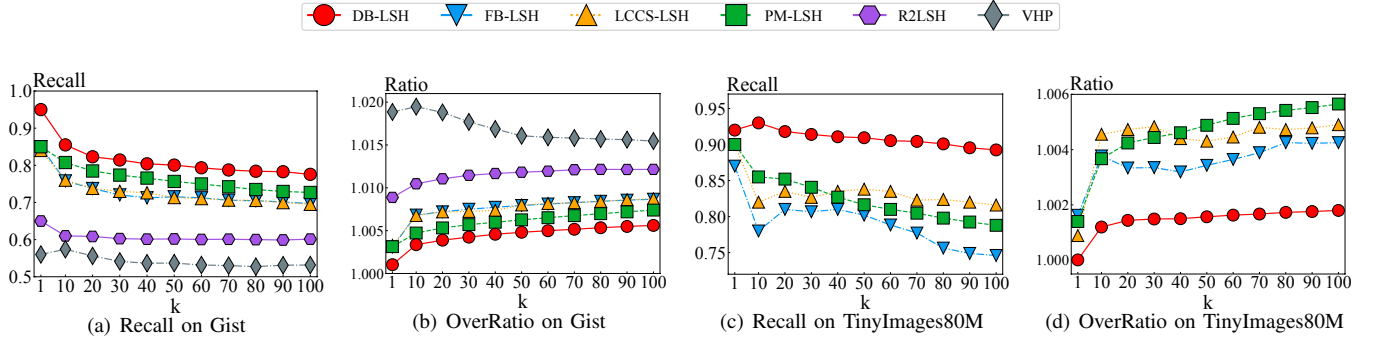 DB-LSH FB-LSH LCCS-LSH PM-LSH R2LSH VHP
Recall
1.0
0.9
0.8
0.7
0.6
0.5
1 10 20 30 40 50 60 70 80 90 100
k
(a) Recall on Gist
Ratio
1.020
1.015
1.010
1.005
1.000
1 10 20 30 40 50 60 70 80 90 100
k
(b) OverRatio on Gist
Recall
0.95
0.90
0.85
0.80
0.75
1 10 20 30 40 50 60 70 80 90 100
k
(c) Recall on TinyImages80M
Ratio
1.006
1.004
1.002
1.000
1 10 20 30 40 50 60 70 80 90 100
k
(d) OverRatio on TinyImages80M